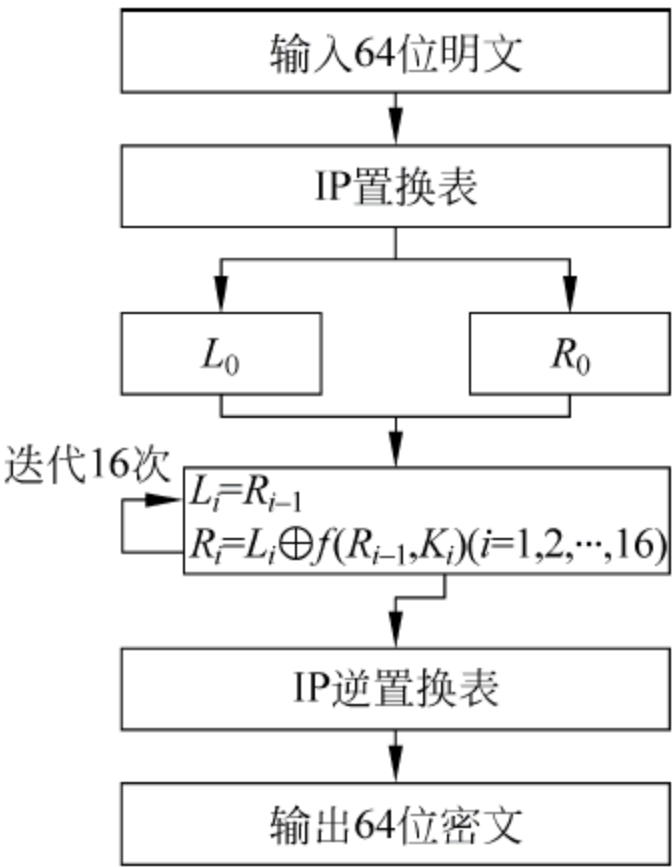 输入64位明文
IP置换表
L₀
R₀
迭代16次
Lᵢ=Rᵢ₋₁
Rᵢ=Lᵢ⊕f(Rᵢ₋₁,Kᵢ)(i=1,2,⋯,16)
IP逆置换表
输出64位密文